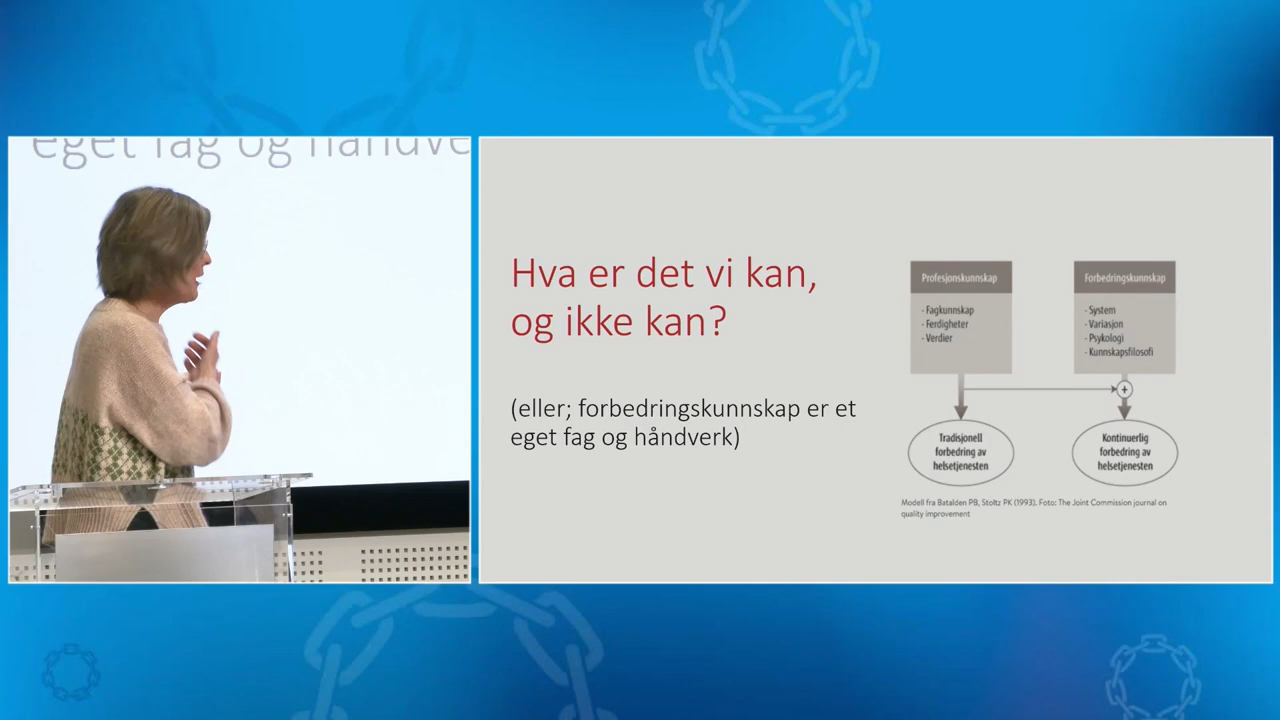 eget fag og håndve
Hva er det vi kan,
og ikke kan?
(eller; forbedringskunnskap er et
eget fag og håndverk)
Profesjonskunnskap
· Fagkunnskap
· Ferdigheter
· Verdier
Forbedringskunnskap
· System
· Variasjon
· Psykologi
· Kunnskapsfilosofi
+
Tradisjonell
forbedring av
helsetjenesten
Kontinuerlig
forbedring av
helsetjenesten
Modell fra Batalden PB, Stoltz PK (1993). Foto: The Joint Commission journal on
quality improvement